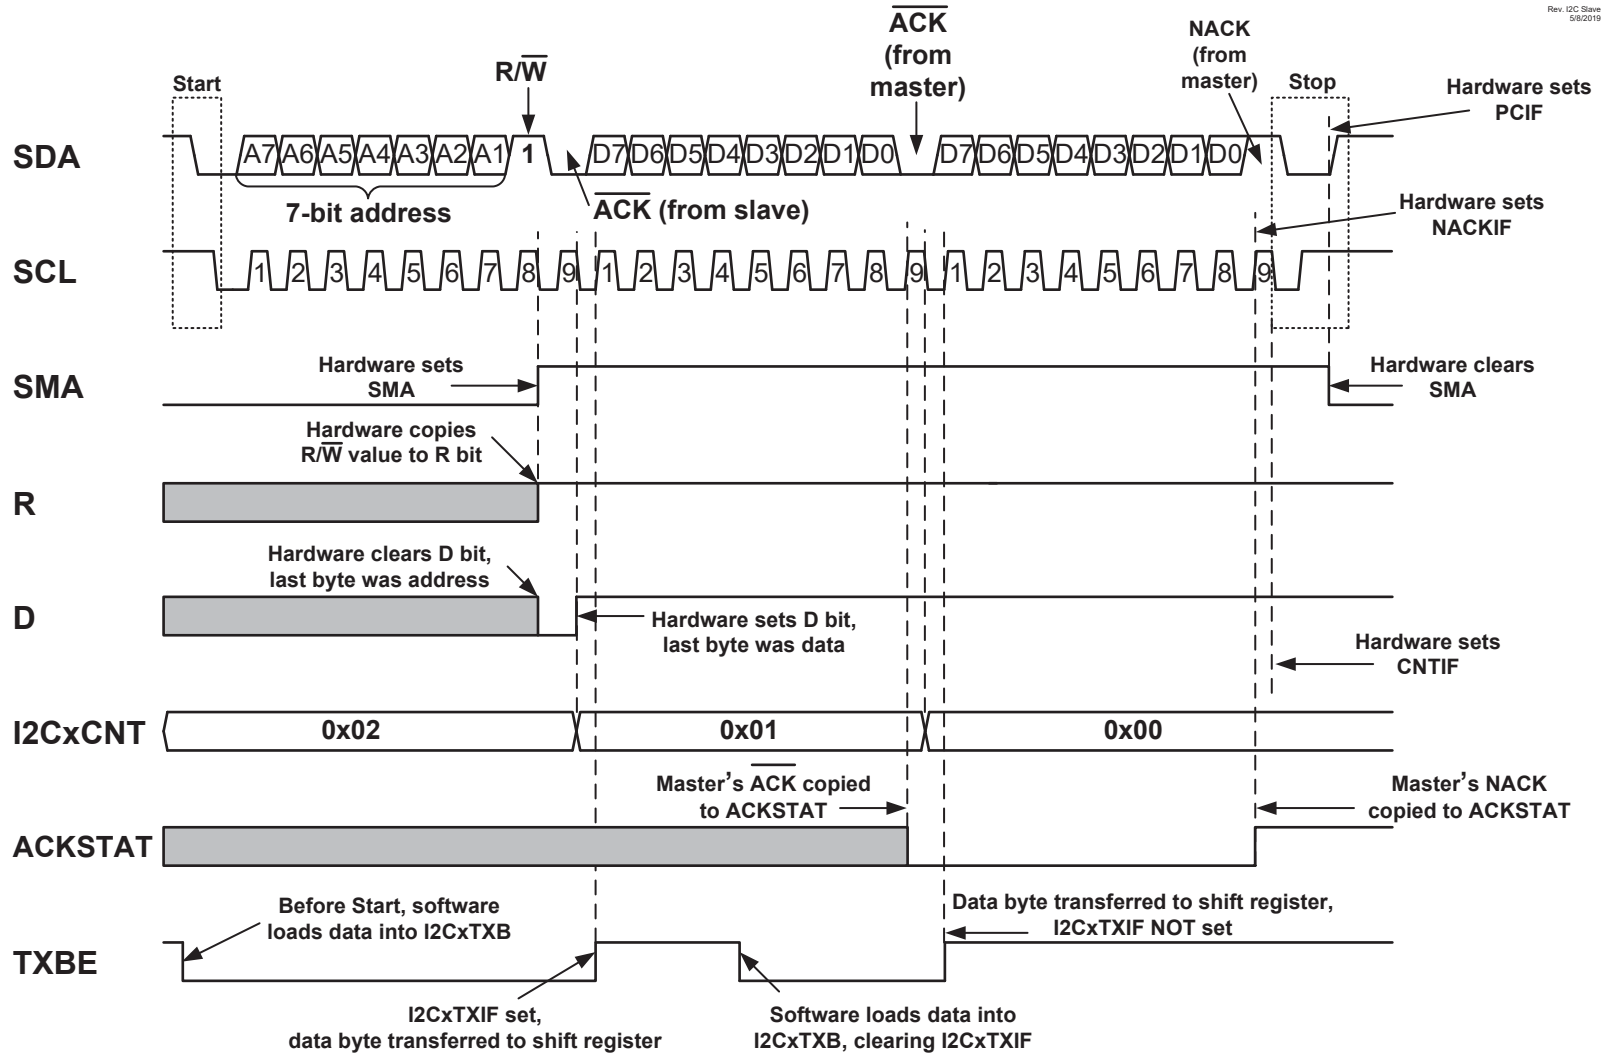 Rev. I2C Slave
5/8/2019
ACK
(from
master)
NACK
(from
master)
R/W
Start
Stop
Hardware sets
PCIF
SDA
A7 A6 A5 A4 A3 A2 A1 1 D7 D6 D5 D4 D3 D2 D1 D0 D7 D6 D5 D4 D3 D2 D1 D0
7-bit address
ACK (from slave)
Hardware sets
NACKIF
SCL
1 2 3 4 5 6 7 8 9 1 2 3 4 5 6 7 8 9 1 2 3 4 5 6 7 8 9
SMA
Hardware sets
SMA
Hardware clears
SMA
Hardware copies
R/W value to R bit
R
Hardware clears D bit,
last byte was address
D
Hardware sets D bit,
last byte was data
Hardware sets
CNTIF
I2CxCNT
0x02
0x01
0x00
Master's ACK copied
to ACKSTAT
Master's NACK
copied to ACKSTAT
ACKSTAT
Before Start, software
loads data into I2CxTXB
Data byte transferred to shift register,
I2CxTXIF NOT set
TXBE
I2CxTXIF set,
data byte transferred to shift register
Software loads data into
I2CxTXB, clearing I2CxTXIF